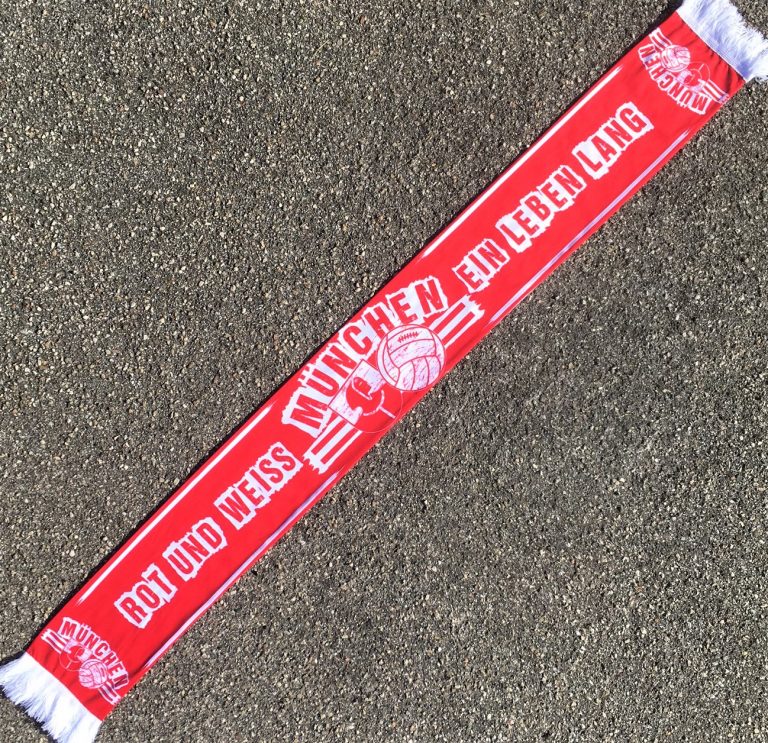 MÜNCHEN
ROT UND WEISS
MÜNCHEN
EIN LEBEN LANG
MÜNCHEN